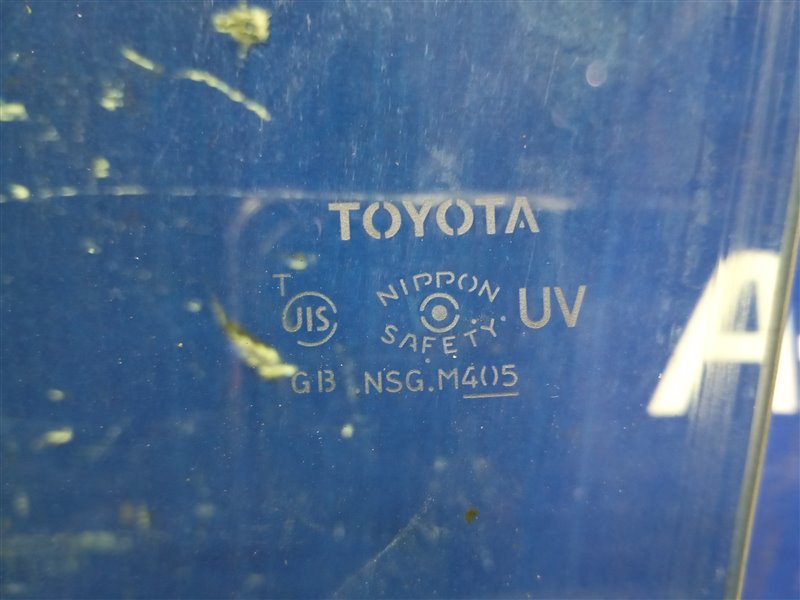 TOYOTA
T
JIS
NIPPON
SAFETY
UV
GB .NSG.M405
A